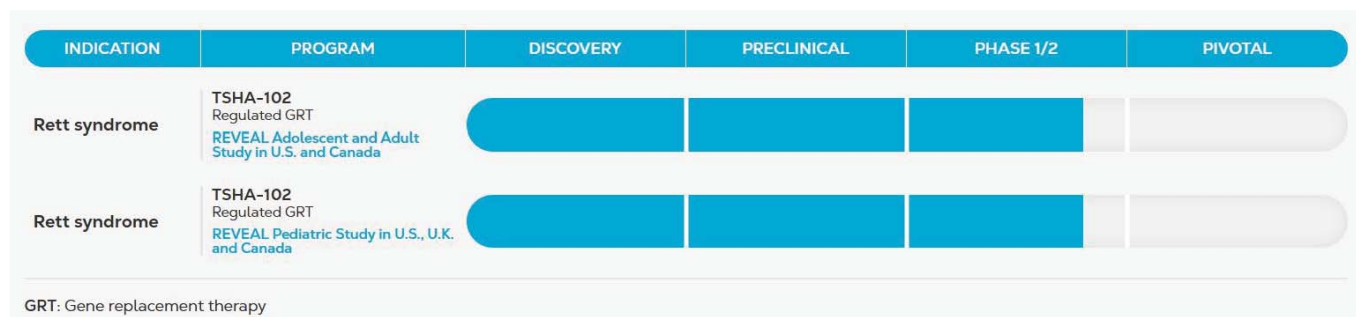 INDICATION PROGRAM DISCOVERY PRECLINICAL PHASE 1/2 PIVOTAL
Rett syndrome
TSHA-102
Regulated GRT
REVEAL Adolescent and Adult
Study in U.S. and Canada
Rett syndrome
TSHA-102
Regulated GRT
REVEAL Pediatric Study in U.S., U.K.
and Canada
GRT: Gene replacement therapy